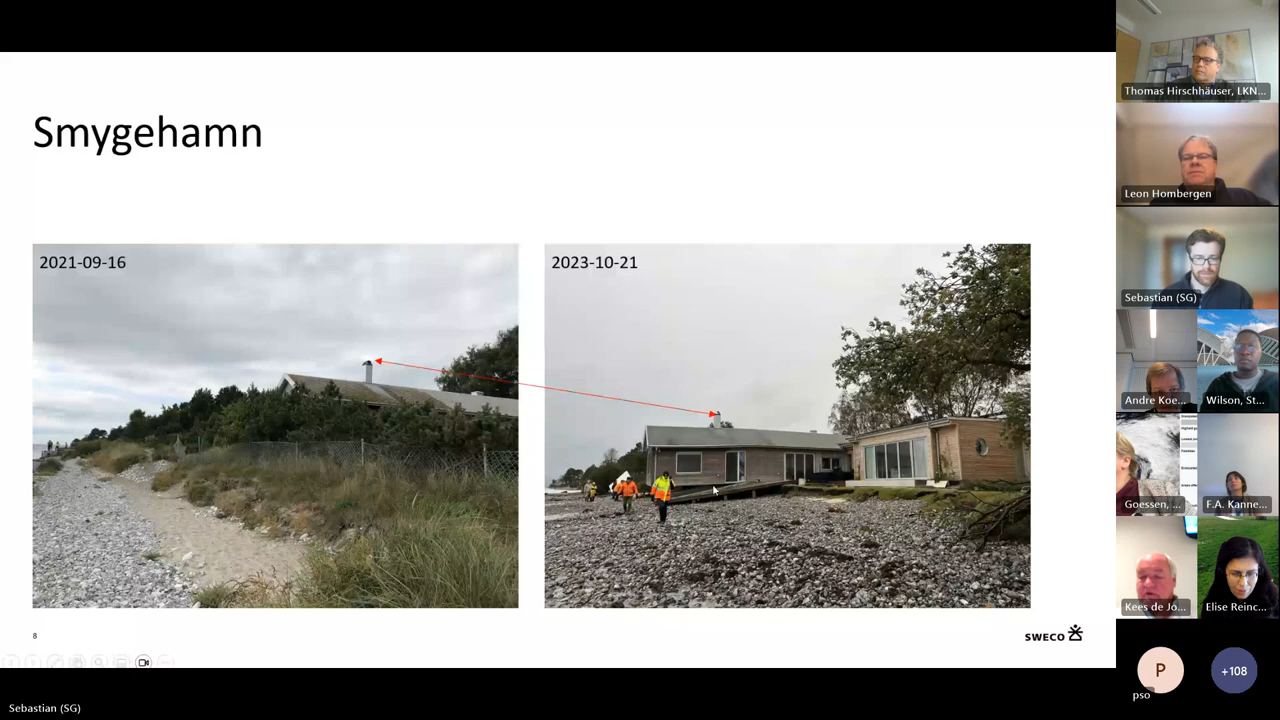 Smygehamn
2021-09-16
2023-10-21
8
SWECO
Sebastian (SG)
Thomas Hirschhäuser, LKN...
Leon Hombergen
Sebastian (SG)
Andre Koe...
Wilson, St...
Goessen, ...
F.A. Kanne...
Kees de Jo...
Elise Reinc...
P
pso
+108